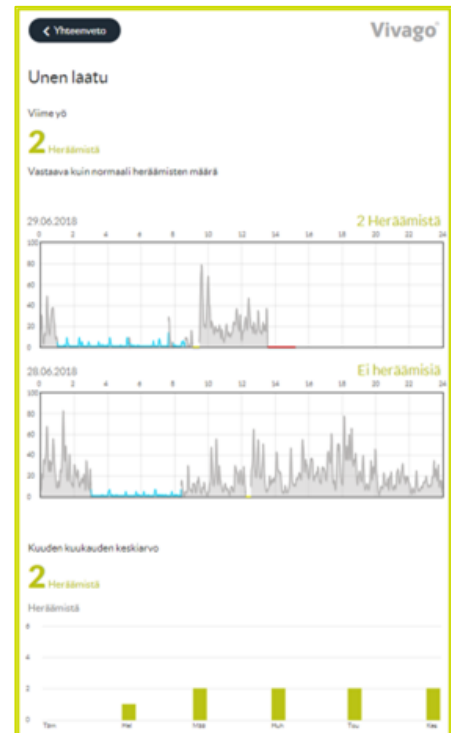 Yhteenveto
Vivago
Unen laatu
Viime yö
2 Heräämistä
Vastaava kuin normaali heräämisten määrä
29.06.2018
2 Heräämistä
0 2 4 6 8 10 12 14 16 18 20 22 24
100
80
60
40
20
0
28.06.2018
Ei heräämisiä
0 2 4 6 8 10 12 14 16 18 20 22 24
100
80
60
40
20
0
Kuuden kuukauden keskiarvo
2 Heräämistä
Heräämistä
6
4
2
0
Tam Hel Maa Huh Tou Kes